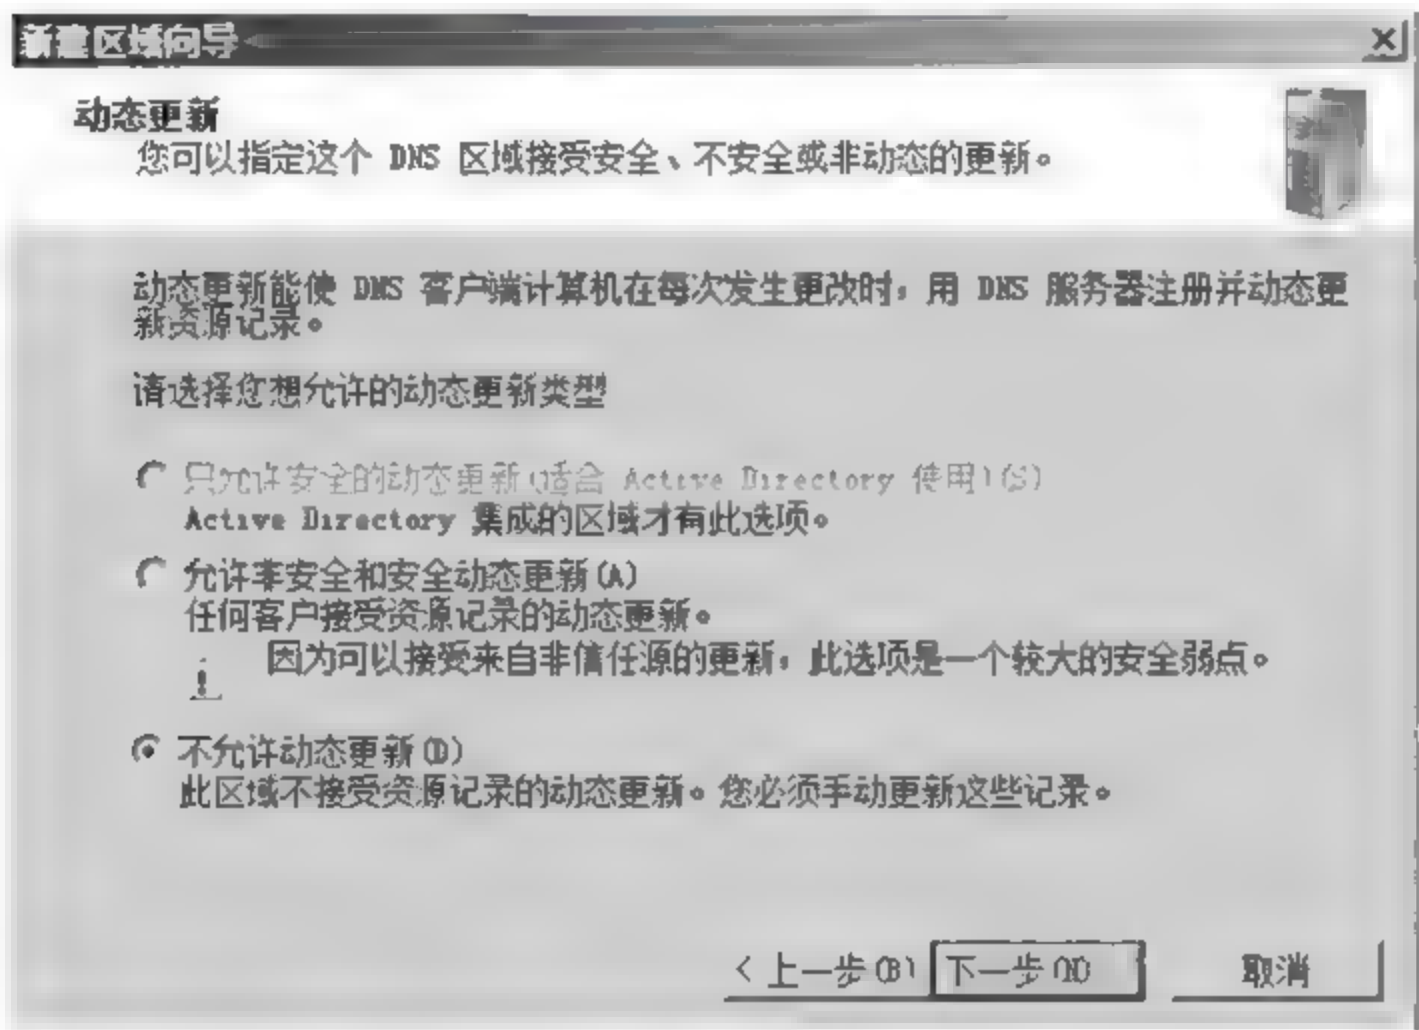 新建区域向导
动态更新
您可以指定这个 DNS 区域接受安全、不安全或非动态的更新。
动态更新能使 DNS 客户端计算机在每次发生更改时，用 DNS 服务器注册并动态更
新资源记录。
请选择您想允许的动态更新类型
只允许安全的动态更新(适合 Active Directory 使用)(S)
Active Directory 集成的区域才有此选项。
允许非安全和安全动态更新(A)
任何客户接受资源记录的动态更新。
因为可以接受来自非信任源的更新，此选项是一个较大的安全弱点。
不允许动态更新(D)
此区域不接受资源记录的动态更新。您必须手动更新这些记录。
< 上一步(B) 下一步(N) 取消